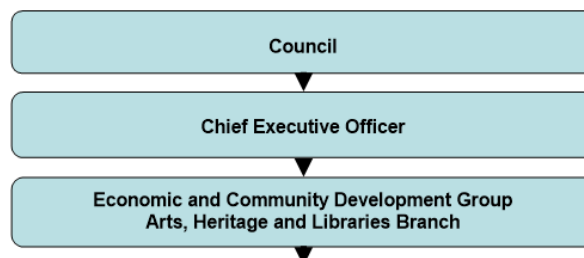 Council
Chief Executive Officer
Economic and Community Development Group
Arts, Heritage and Libraries Branch